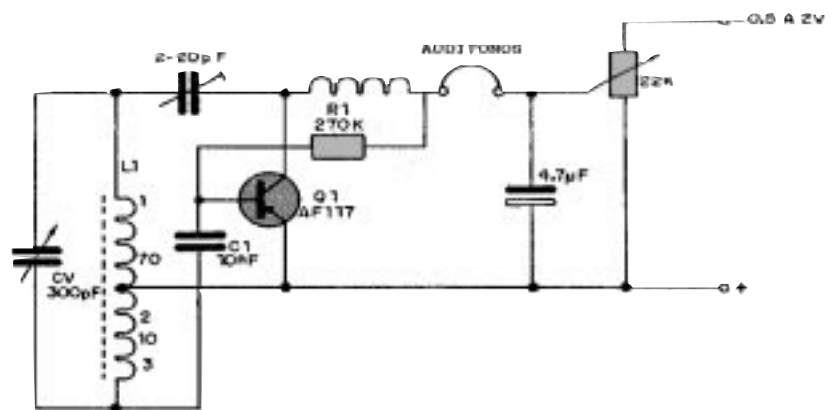 0.5 A 2V
AUDIFONOS
2-20pF
22K
R1
270K
L1
4.7µF
1
Q1
AF117
C1
10nF
70
CV
300pF
2
+
10
3